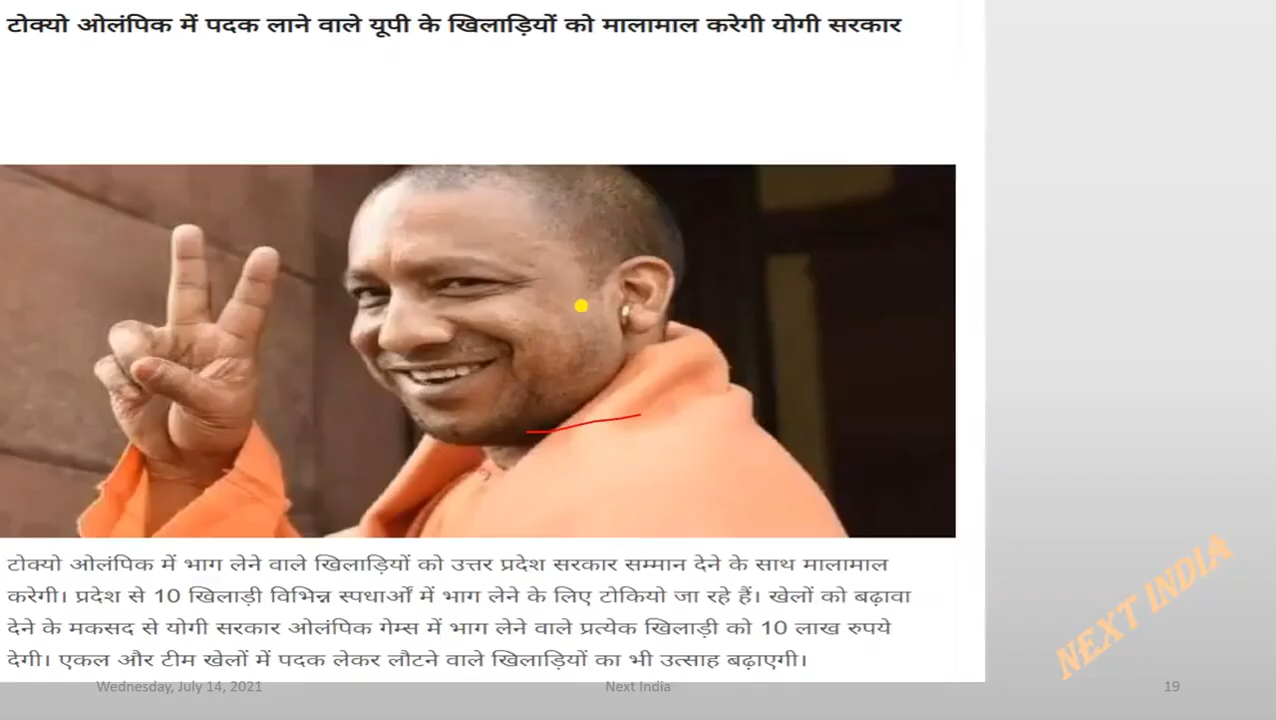 टोक्यो ओलंपिक में पदक लाने वाले यूपी के खिलाड़ियों को मालामाल करेगी योगी सरकार
टोक्यो ओलंपिक में भाग लेने वाले खिलाड़ियों को उत्तर प्रदेश सरकार सम्मान देने के साथ मालामाल
करेगी। प्रदेश से 10 खिलाड़ी विभिन्न स्पधाओं में भाग लेने के लिए टोकियो जा रहे हैं। खेलों को बढ़ावा
देने के मकसद से योगी सरकार ओलंपिक गेम्स में भाग लेने वाले प्रत्येक खिलाड़ी को 10 लाख रुपये
देगी। एकल और टीम खेलों में पदक लेकर लौटने वाले खिलाड़ियों का भी उत्साह बढ़ाएगी।
NEXT INDIA
Wednesday, July 14, 2021
Next India
19